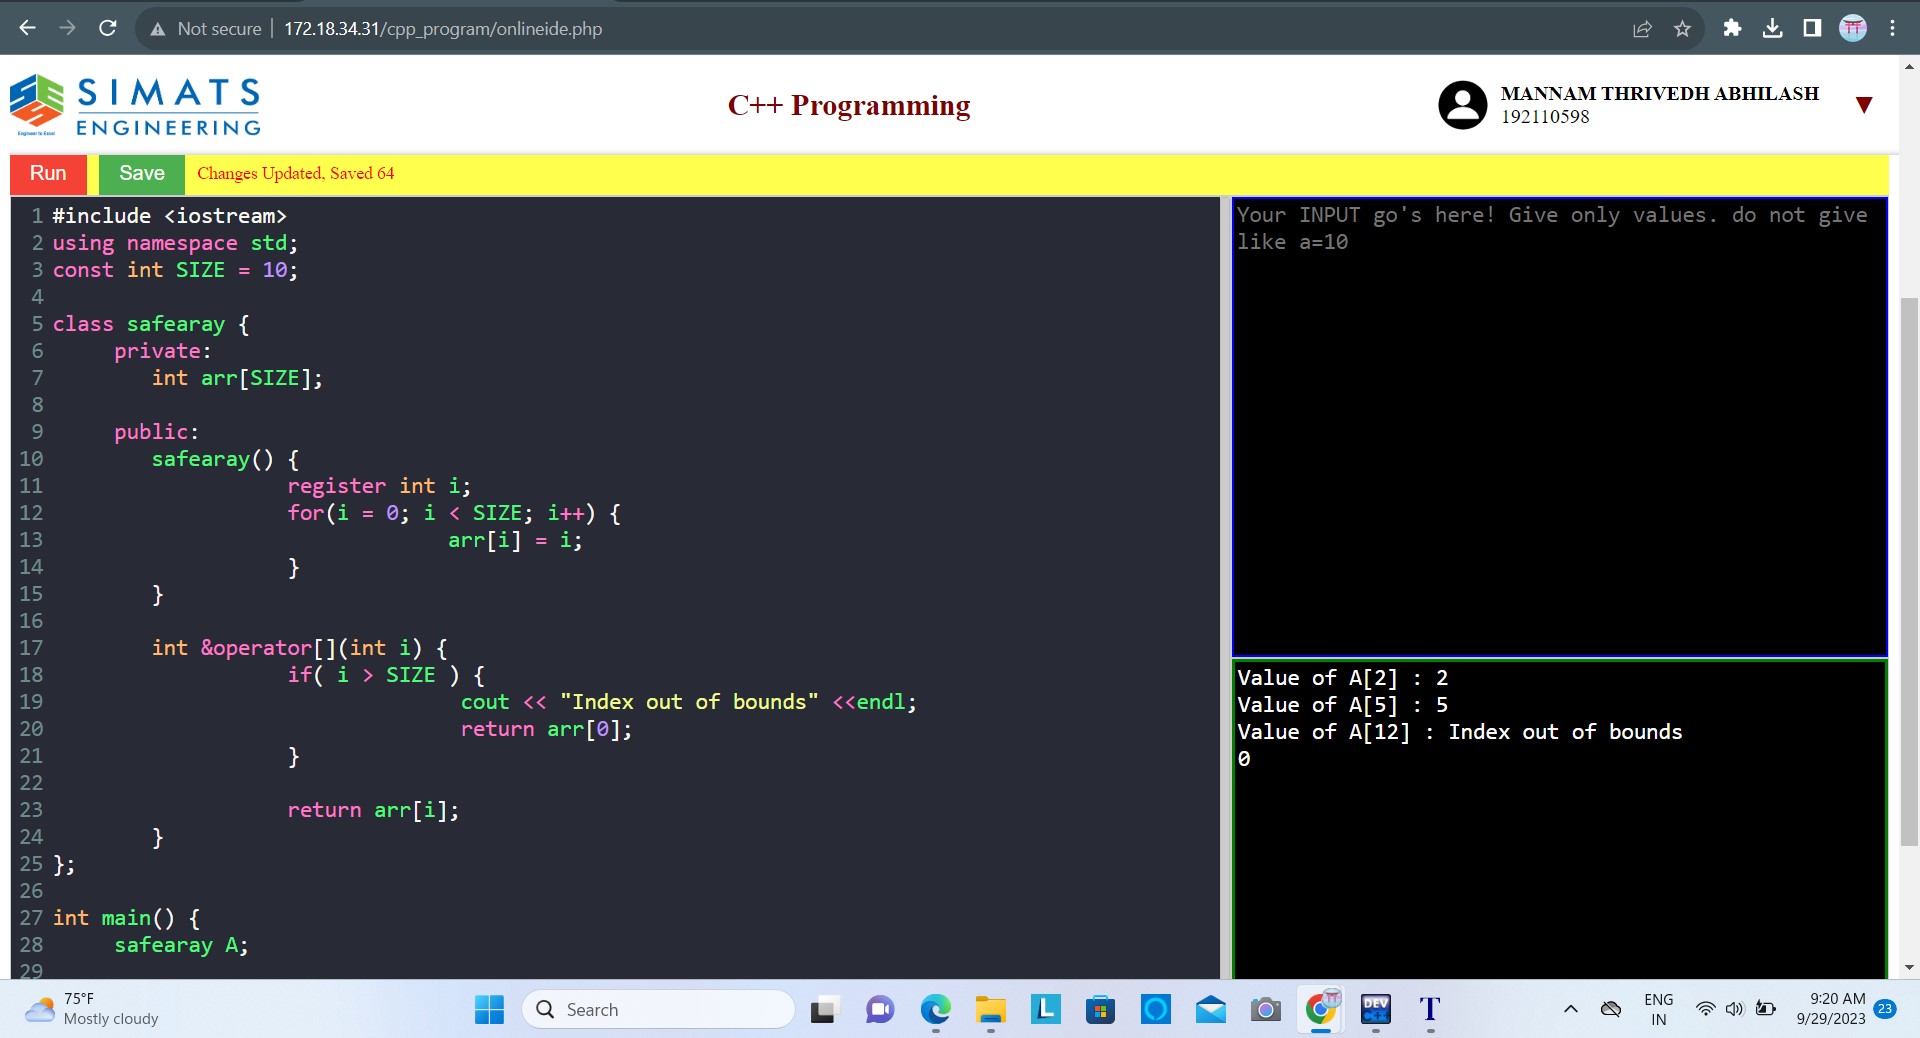 Not secure | 172.18.34.31/cpp_program/onlineide.php
SIMATS
ENGINEERING
Engineer to Excel
C++ Programming
MANNAM THRIVEDH ABHILASH
192110598
Run
Save
Changes Updated, Saved 64
1 #include <iostream>
2 using namespace std;
3 const int SIZE = 10;
4
5 class safearay {
6 private:
7 int arr[SIZE];
8
9 public:
10 safearay() {
11 register int i;
12 for(i = 0; i < SIZE; i++) {
13 arr[i] = i;
14 }
15 }
16
17 int &operator[](int i) {
18 if( i > SIZE ) {
19 cout << "Index out of bounds" <<endl;
20 return arr[0];
21 }
22
23 return arr[i];
24 }
25 };
26
27 int main() {
28 safearay A;
29
Your INPUT go's here! Give only values. do not give
like a=10
Value of A[2] : 2
Value of A[5] : 5
Value of A[12] : Index out of bounds
0
75°F
Mostly cloudy
Search
L
DEV
C++
T
ENG
IN
9:20 AM
9/29/2023
23